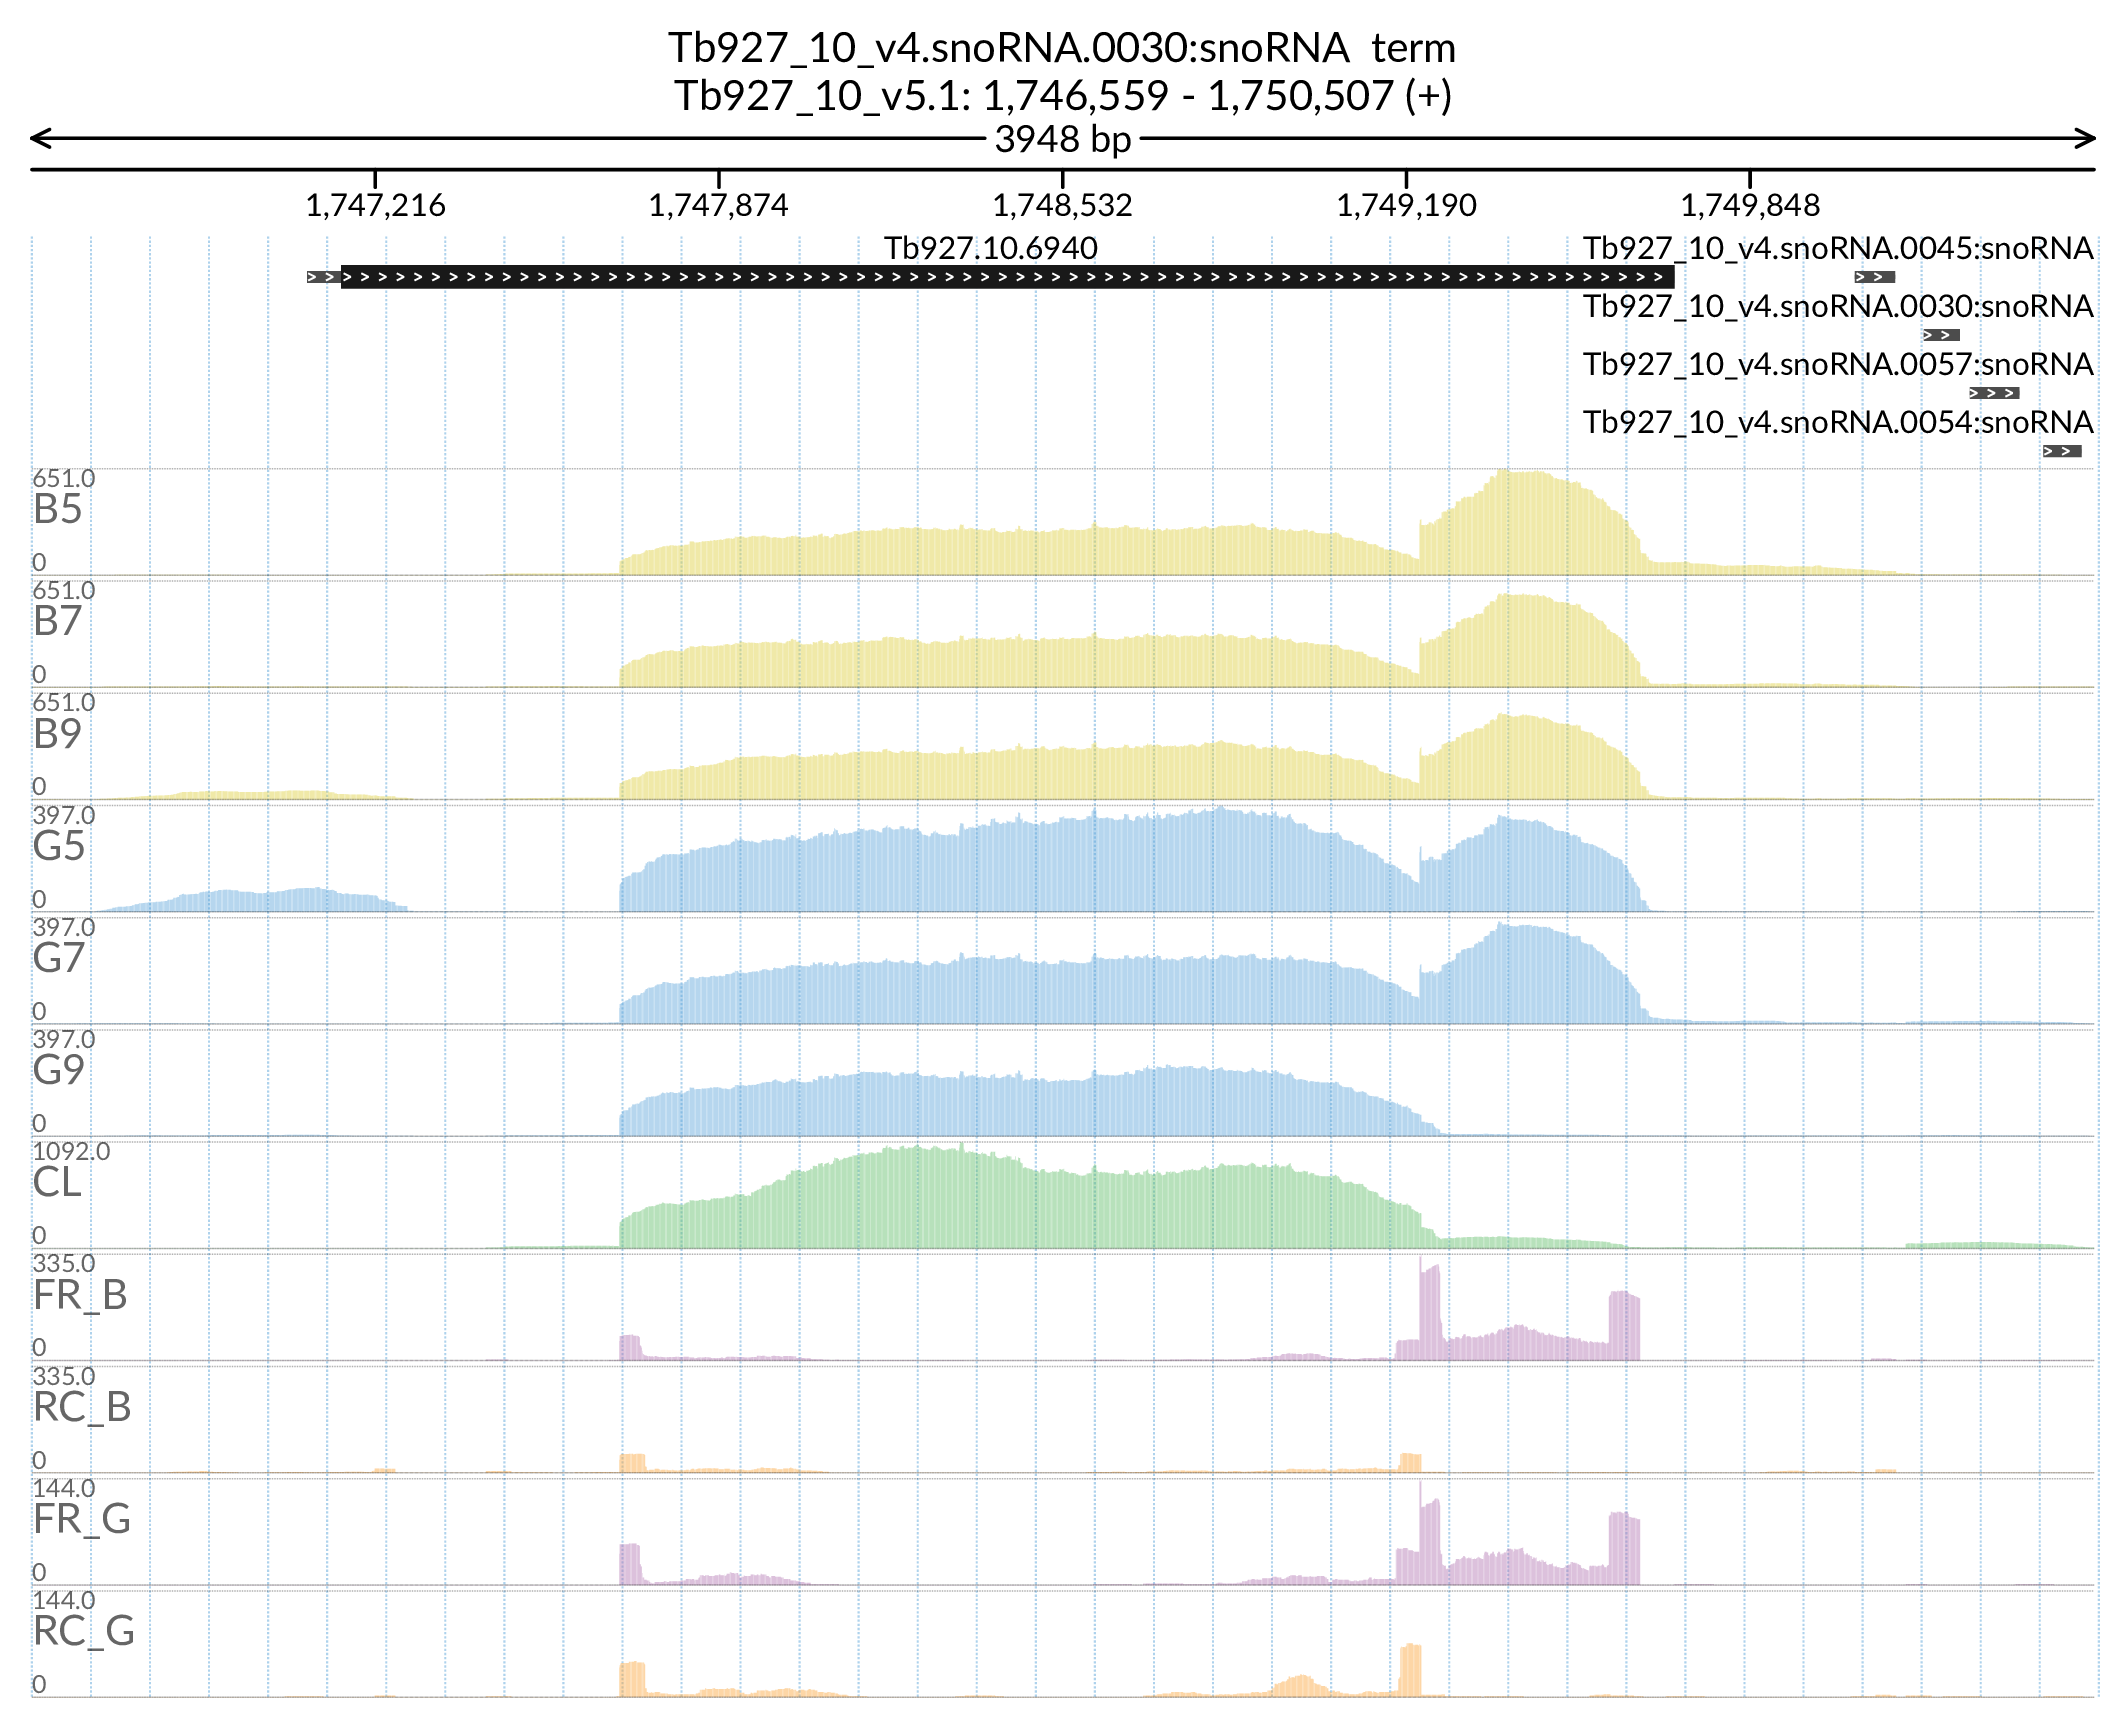 Tb927_10_v4.snoRNA.0030:snoRNA  term
Tb927_10_v5.1: 1,746,559 - 1,750,507 (+)
3948 bp
1,747,216 1,747,874 1,748,532 1,749,190 1,749,848
Tb927.10.6940 Tb927_10_v4.snoRNA.0045:snoRNA
Tb927_10_v4.snoRNA.0030:snoRNA
Tb927_10_v4.snoRNA.0057:snoRNA
Tb927_10_v4.snoRNA.0054:snoRNA
651.0
B5
0
651.0
B7
0
651.0
B9
0
397.0
G5
0
397.0
G7
0
397.0
G9
0
1092.0
CL
0
335.0
FR_B
0
335.0
RC_B
0
144.0
FR_G
0
144.0
RC_G
0